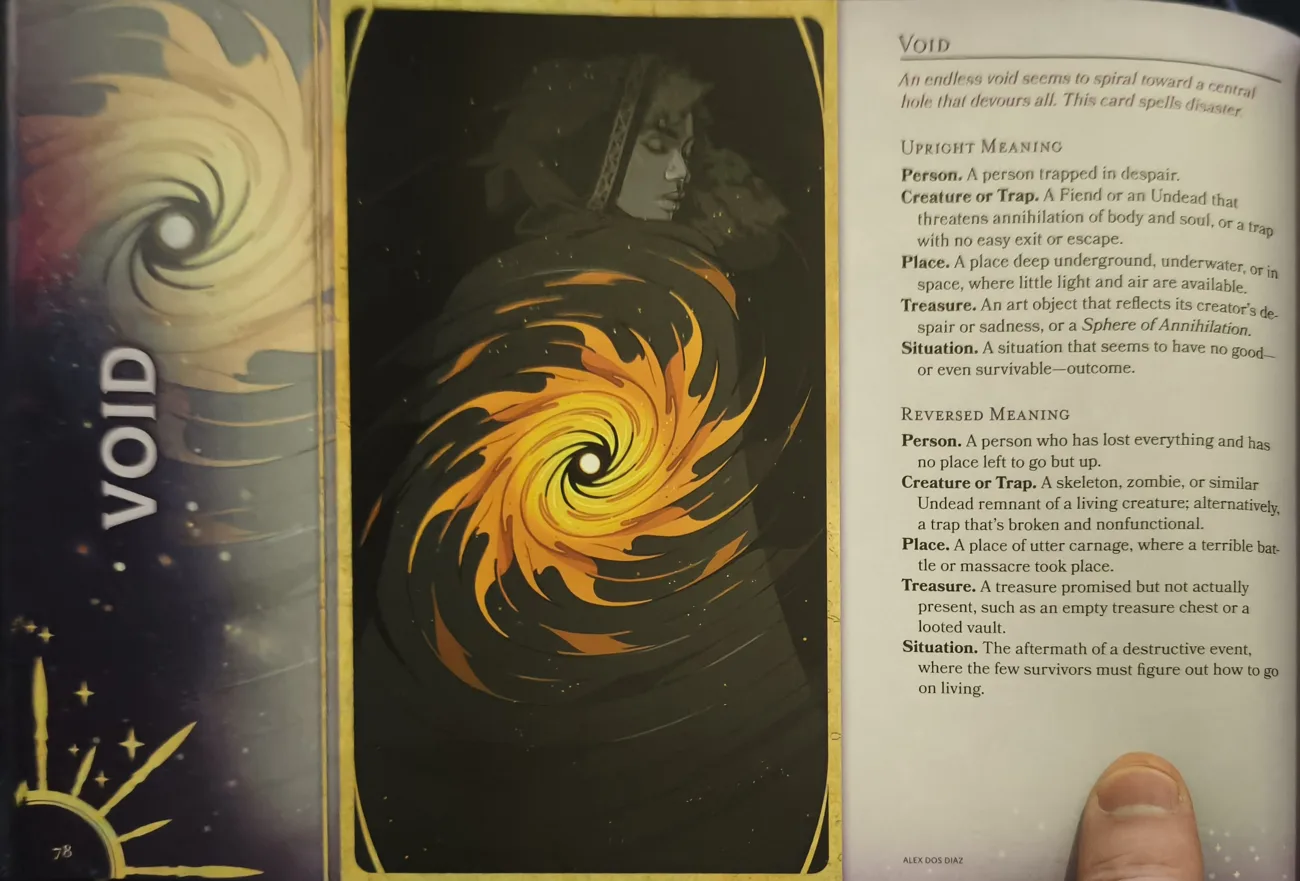 VOID
78
VOID
An endless void seems to spiral toward a central
hole that devours all. This card spells disaster.
UPRIGHT MEANING
Person. A person trapped in despair.
Creature or Trap. A Fiend or an Undead that
threatens annihilation of body and soul, or a trap
with no easy exit or escape.
Place. A place deep underground, underwater, or in
space, where little light and air are available.
Treasure. An art object that reflects its creator's de-
spair or sadness, or a Sphere of Annihilation.
Situation. A situation that seems to have no good—
or even survivable—outcome.
REVERSED MEANING
Person. A person who has lost everything and has
no place left to go but up.
Creature or Trap. A skeleton, zombie, or similar
Undead remnant of a living creature; alternatively,
a trap that's broken and nonfunctional.
Place. A place of utter carnage, where a terrible bat-
tle or massacre took place.
Treasure. A treasure promised but not actually
present, such as an empty treasure chest or a
looted vault.
Situation. The aftermath of a destructive event,
where the few survivors must figure out how to go
on living.
ALEX DOS DIAZ